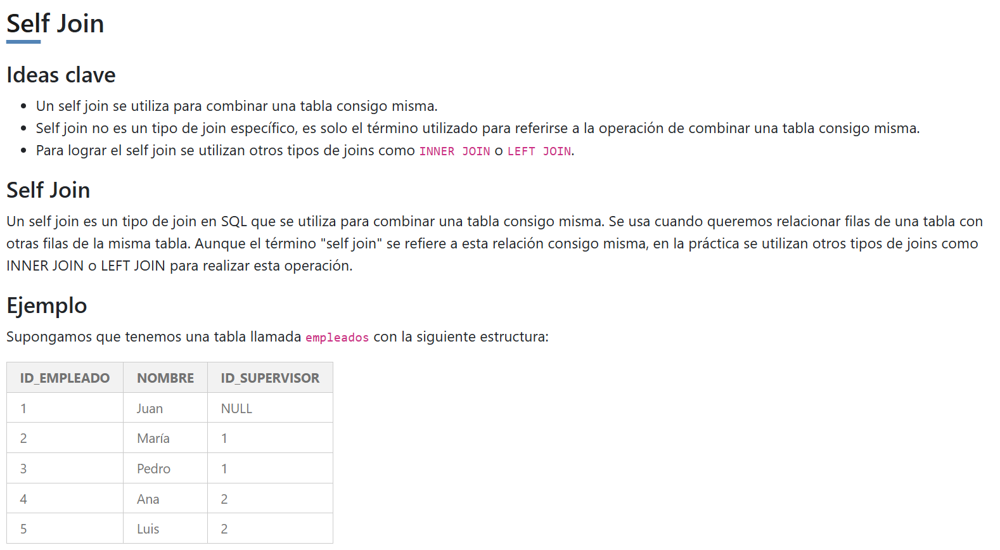 Self Join
Ideas clave
Un self join se utiliza para combinar una tabla consigo misma.
Self join no es un tipo de join específico, es solo el término utilizado para referirse a la operación de combinar una tabla consigo misma.
Para lograr el self join se utilizan otros tipos de joins como INNER JOIN o LEFT JOIN.
Self Join
Un self join es un tipo de join en SQL que se utiliza para combinar una tabla consigo misma. Se usa cuando queremos relacionar filas de una tabla con
otras filas de la misma tabla. Aunque el término "self join" se refiere a esta relación consigo misma, en la práctica se utilizan otros tipos de joins como
INNER JOIN o LEFT JOIN para realizar esta operación.
Ejemplo
Supongamos que tenemos una tabla llamada empleados con la siguiente estructura:
ID_EMPLEADO NOMBRE ID_SUPERVISOR
1 Juan NULL
2 María 1
3 Pedro 1
4 Ana 2
5 Luis 2